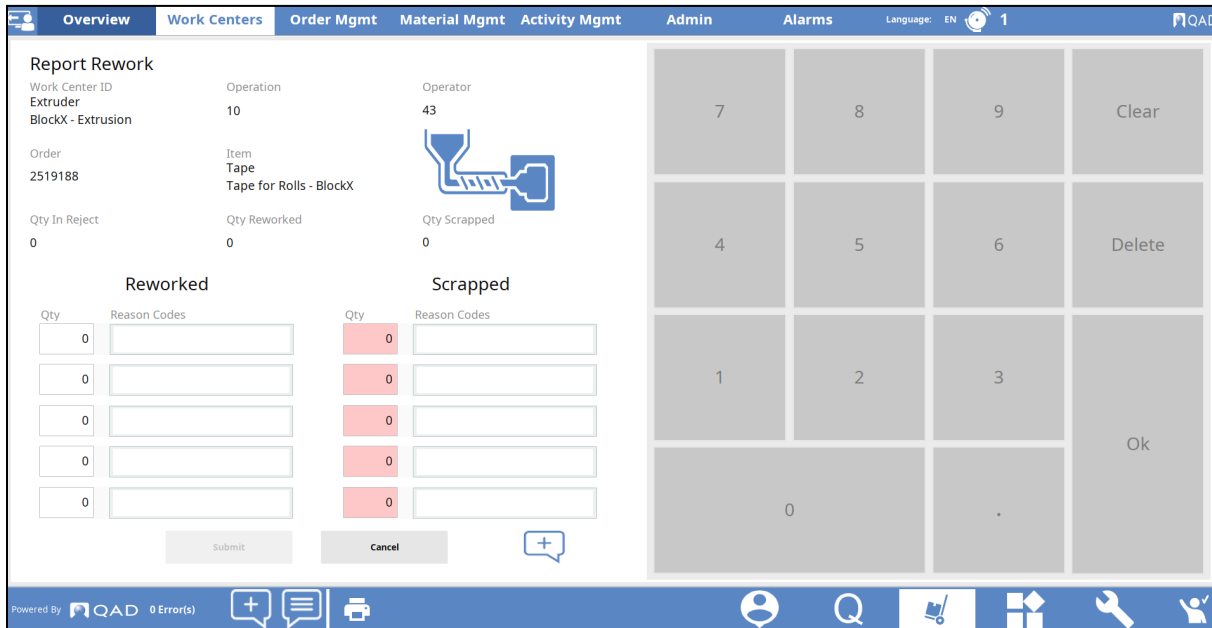 Overview Work Centers Order Mgmt Material Mgmt Activity Mgmt Admin Alarms Language: EN 1 QAD
Report Rework
Work Center ID Operation Operator
Extruder 10 43
BlockX - Extrusion
Order Item
2519188 Tape
Tape for Rolls - BlockX
Qty In Reject Qty Reworked Qty Scrapped
0 0 0
Reworked Scrapped
Qty Reason Codes Qty Reason Codes
0 0
0 0
0 0
0 0
0 0
Submit Cancel
7 8 9 Clear
4 5 6 Delete
1 2 3
Ok
0 .
Powered By QAD 0 Error(s) Q